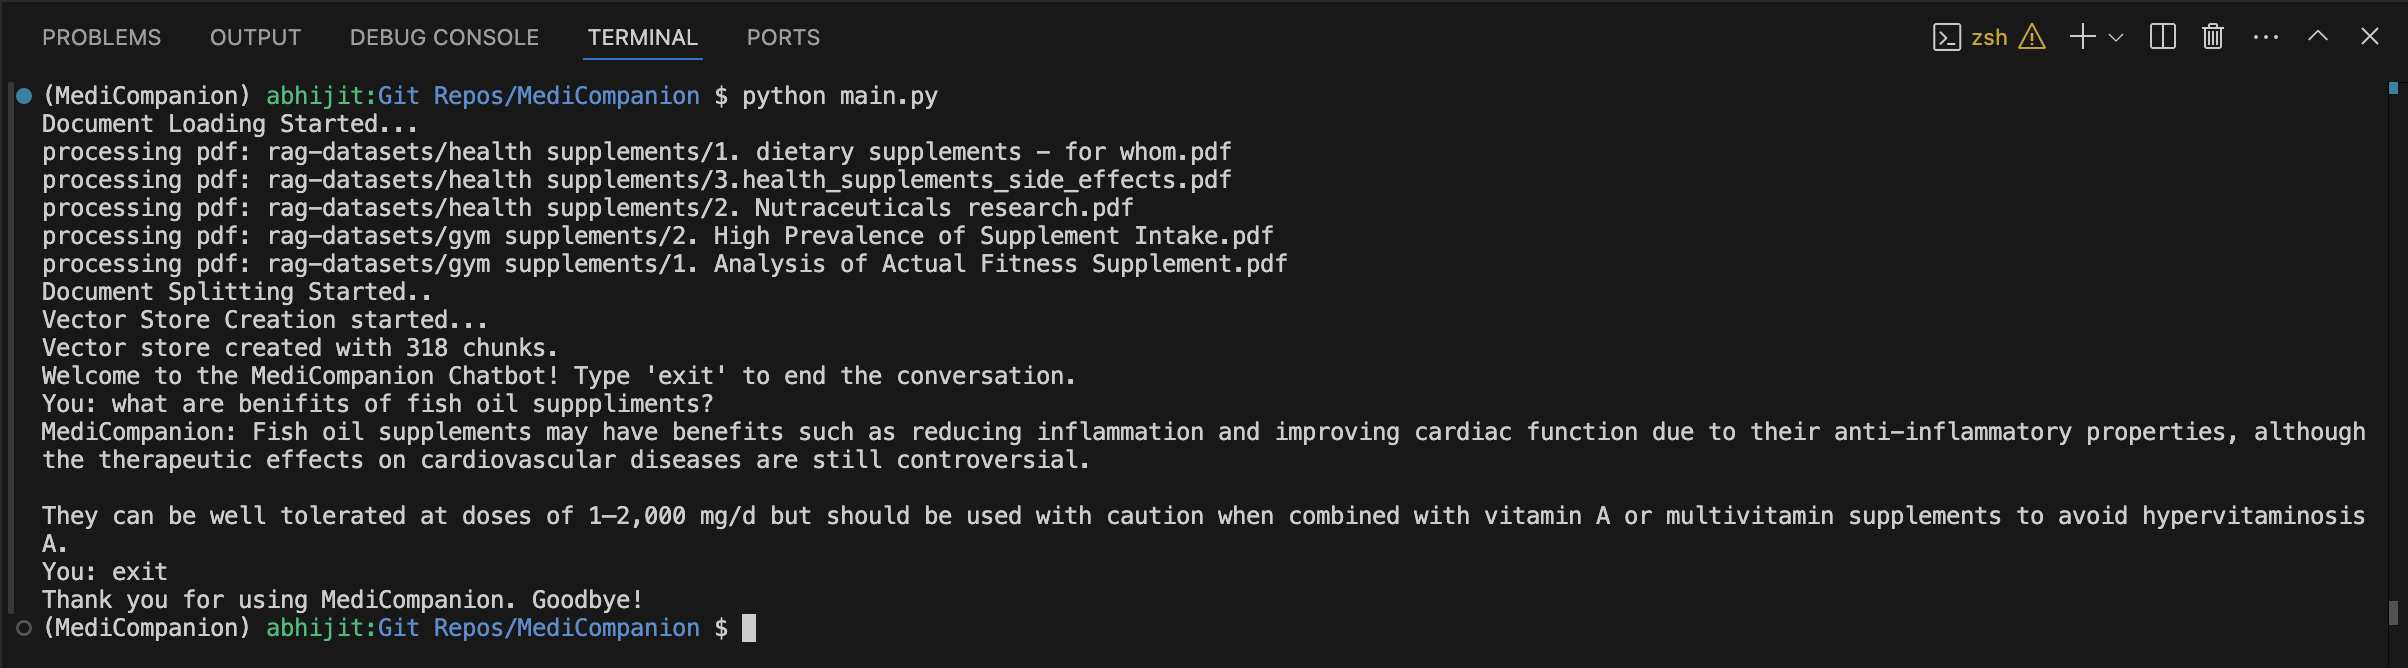 PROBLEMS OUTPUT DEBUG CONSOLE TERMINAL PORTS zsh
(MediCompanion) abhijit:Git Repos/MediCompanion $ python main.py
Document Loading Started...
processing pdf: rag-datasets/health supplements/1. dietary supplements - for whom.pdf
processing pdf: rag-datasets/health supplements/3.health_supplements_side_effects.pdf
processing pdf: rag-datasets/health supplements/2. Nutraceuticals research.pdf
processing pdf: rag-datasets/gym supplements/2. High Prevalence of Supplement Intake.pdf
processing pdf: rag-datasets/gym supplements/1. Analysis of Actual Fitness Supplement.pdf
Document Splitting Started..
Vector Store Creation started...
Vector store created with 318 chunks.
Welcome to the MediCompanion Chatbot! Type 'exit' to end the conversation.
You: what are benifits of fish oil supppliments?
MediCompanion: Fish oil supplements may have benefits such as reducing inflammation and improving cardiac function due to their anti-inflammatory properties, although
the therapeutic effects on cardiovascular diseases are still controversial.
They can be well tolerated at doses of 1–2,000 mg/d but should be used with caution when combined with vitamin A or multivitamin supplements to avoid hypervitaminosis
A.
You: exit
Thank you for using MediCompanion. Goodbye!
(MediCompanion) abhijit:Git Repos/MediCompanion $